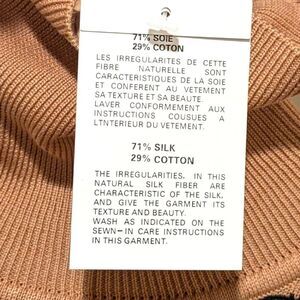 71% SOIE
29% COTON
LES IRREGULARITES DE CETTE
FIBRE NATURELLE SONT
CARACTERISTIQUES DE LA SOIE
ET CONFERENT AU VETEMENT
SA TEXTURE ET SA BEAUTE.
LAVER CONFORMEMENT AUX
INSTRUCTIONS COUSUES A
L'INTERIEUR DU VETEMENT.
71% SILK
29% COTTON
THE IRREGULARITIES. IN THIS
NATURAL SILK FIBER ARE
CHARACTERISTIC OF THE SILK.
AND GIVE THE GARMENT ITS
TEXTURE AND BEAUTY.
WASH AS INDICATED ON THE
SEWN-IN CARE INSTRUCTIONS
IN THIS GARMENT.